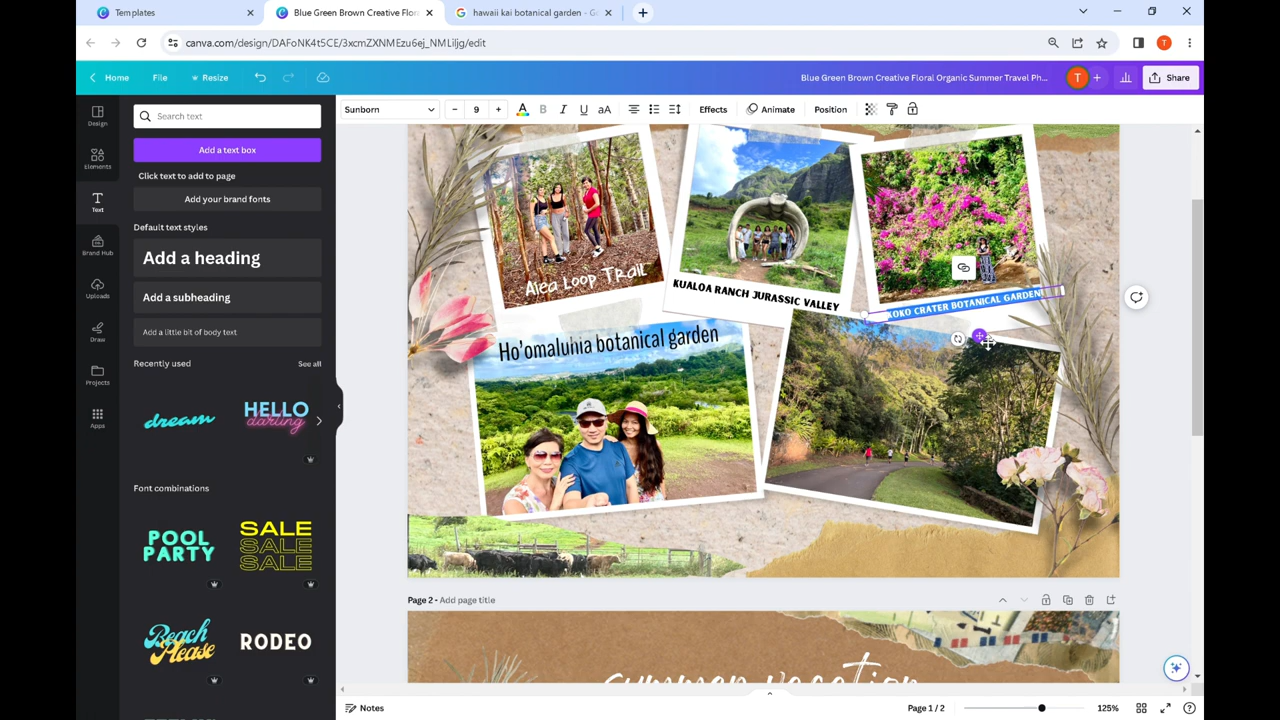 Templates
Blue Green Brown Creative Flor
hawaii kai botanical garden - Go
canva.com/design/DAFoNK4t5CE/3xcmZXNMEzu6ej_NMLiljg/edit
T
Home
File
Resize
Blue Green Brown Creative Floral Organic Summer Travel Ph...
T
Share
Sunborn
9
A
B
I
U
aA
Effects
Animate
Position
Design
Elements
Text
Brand Hub
Uploads
Draw
Projects
Apps
Search text
Add a text box
Click text to add to page
Add your brand fonts
Default text styles
Add a heading
Add a subheading
Add a little bit of body text
Recently used
See all
dream
HELLO
darling
Font combinations
POOL
PARTY
SALE
SALE
SALE
Beach
Please
RODEO
Aiea Loop Trail
KUALOA RANCH JURASSIC VALLEY
KOKO CRATER BOTANICAL GARDEN
Ho'omaluhia botanical garden
Page 2 - Add page title
summer vacation
Notes
Page 1 / 2
125%